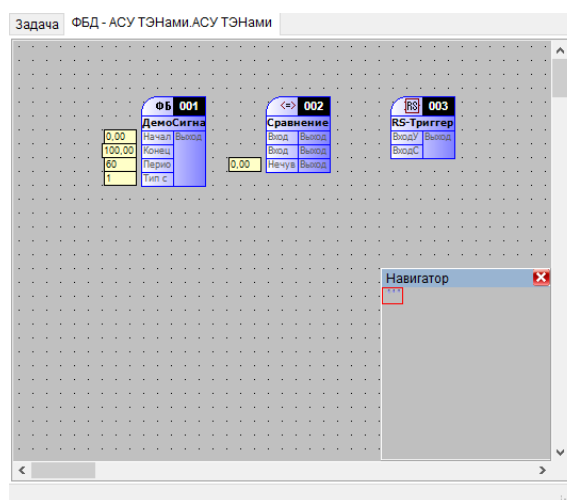 Задача ФБД - АСУ ТЭНами.АСУ ТЭНами
ФБ 001
ДемоСигна
0,00 Начал Выход
100,00 Конец
60 Перио
1 Тип с
<=> 002
Сравнение
Вход Выход
Вход Выход
0,00 Нечув Выход
RS 003
RS-Триггер
ВходУ Выход
ВходС
Навигатор